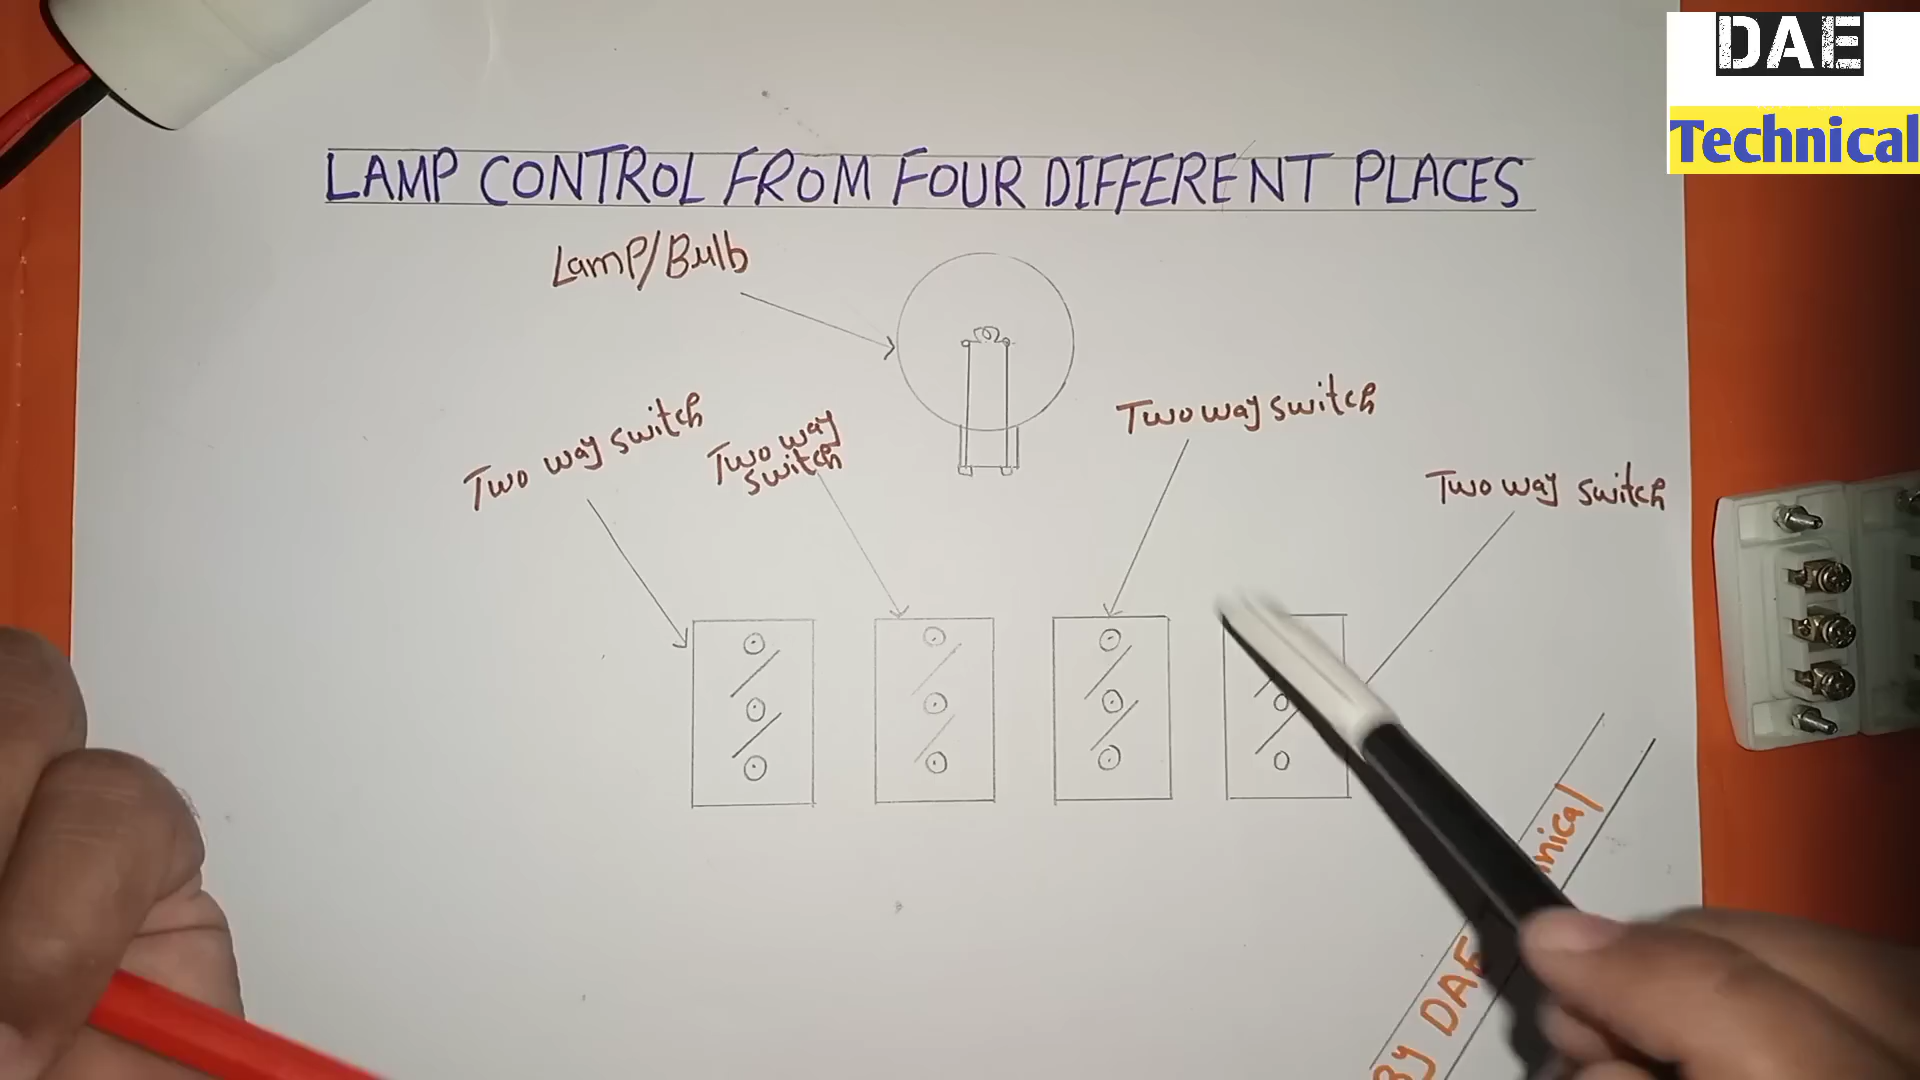 DAE
Technical
LAMP CONTROL FROM FOUR DIFFERENT PLACES
Lamp/Bulb
Two way switch
Two way
switch
Two way switch
Two way switch
By DAE